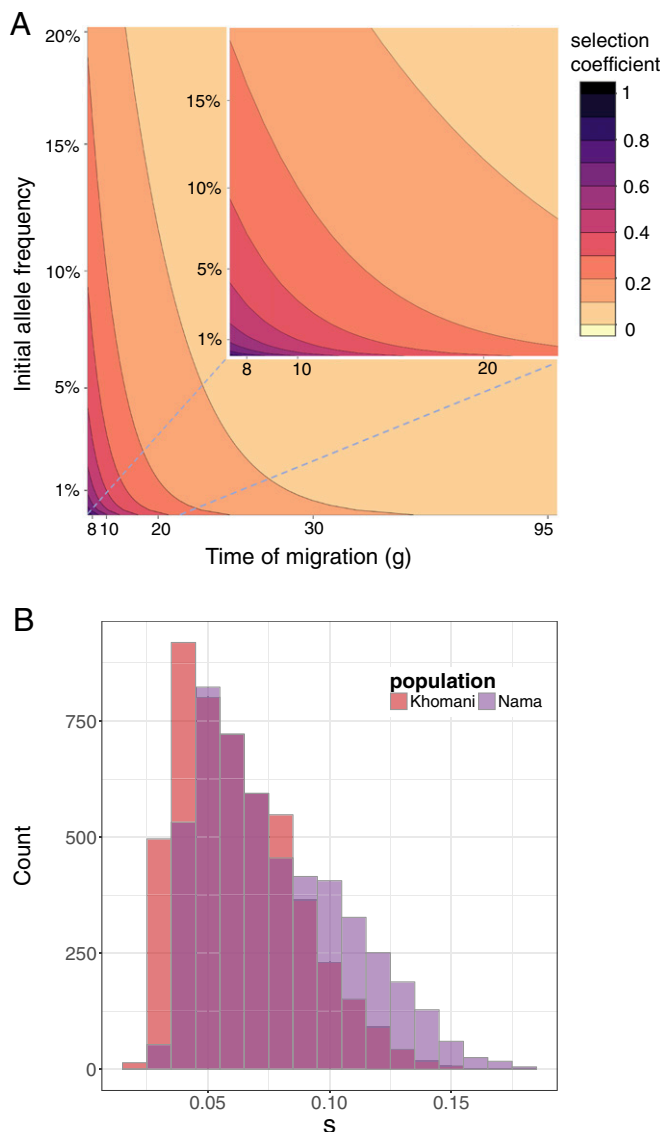 A
selection
coefficient
20%
15%
10%
5%
1%
15%
10%
5%
1%
8 10 20
1
0.8
0.6
0.4
0.2
0
Initial allele frequency
8 10 20 30 95
Time of migration (g)
B
population
Khomani Nama
750
500
250
0
Count
0.05 0.10 0.15
s